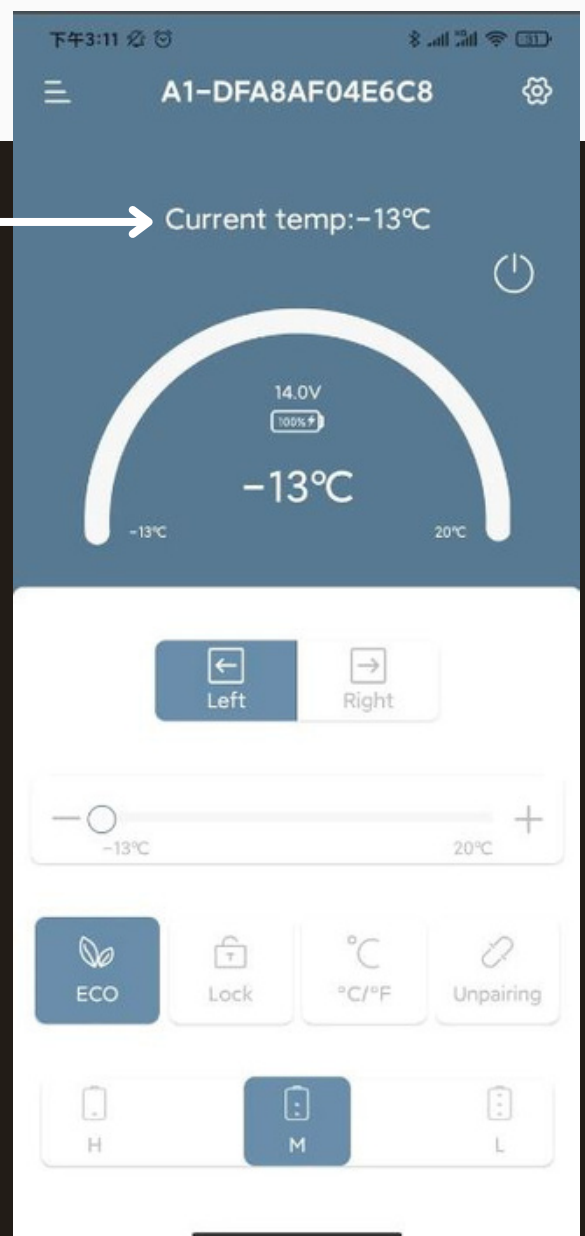 下午3:11
31
A1-DFA8AF04E6C8
Current temp:-13℃
14.0V
100%
-13℃
-13℃ 20℃
Left Right
-13℃ 20℃
ECO Lock °C/°F Unpairing
H M L